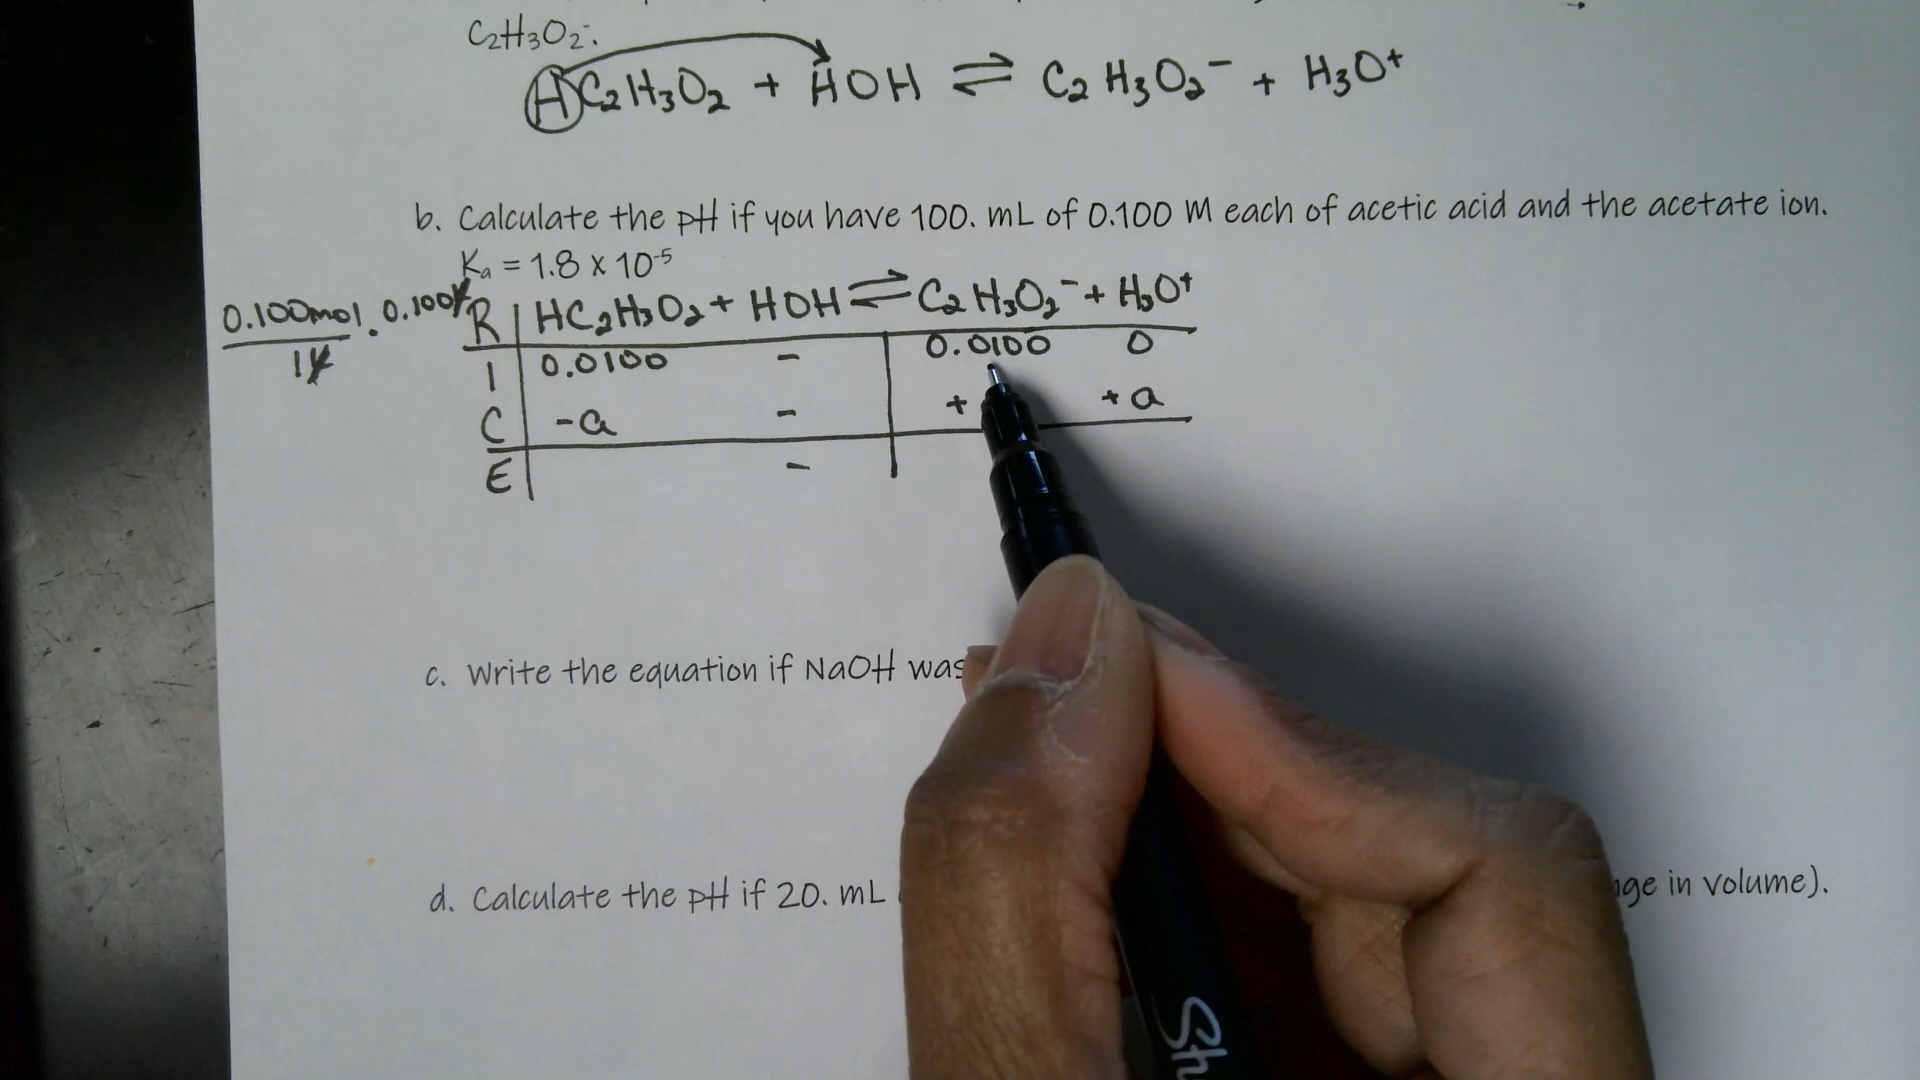 C₂H₃O₂⁻.
HC₂H₃O₂ + HOH ⇌ C₂H₃O₂⁻ + H₃O⁺
b. Calculate the pH if you have 100. mL of 0.100 M each of acetic acid and the acetate ion.
Kₐ = 1.8 x 10⁻⁵
0.100mol . 0.100L
1L
R HC₂H₃O₂ + HOH ⇌ C₂H₃O₂⁻ + H₃O⁺
I 0.0100 - 0.0100 0
C -a - + +a
E -
c. Write the equation if NaOH was
d. Calculate the pH if 20. mL
in volume).
Sh